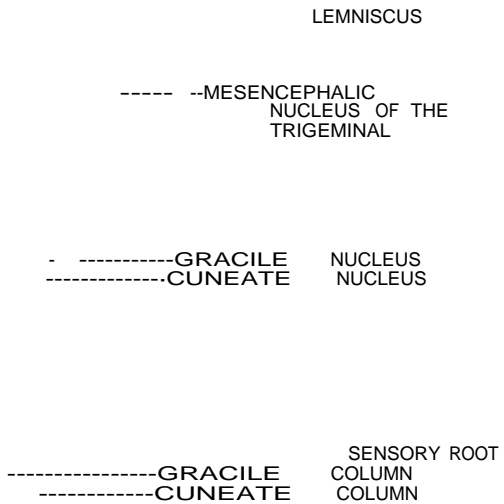 LEMNISCUS
----- --MESENCEPHALIC
NUCLEUS OF THE
TRIGEMINAL
- -----------GRACILE NUCLEUS
-------------.CUNEATE NUCLEUS
SENSORY ROOT
----------------GRACILE COLUMN
------------CUNEATE COLUMN